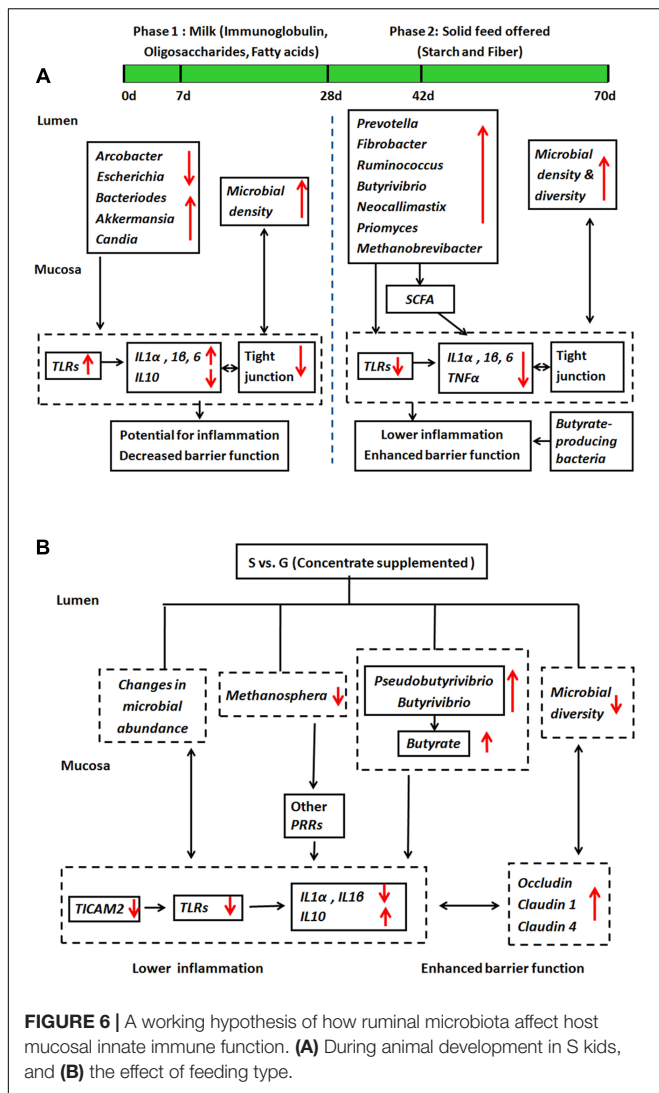 Phase 1 : Milk (Immunoglobulin,
Oligosaccharides, Fatty acids)
Phase 2: Solid feed offered
(Starch and Fiber)
A
0d
7d
28d
42d
70d
Lumen
Arcobacter
Escherichia
Bacteriodes
Akkermansia
Candia
Microbial
density
Prevotella
Fibrobacter
Ruminococcus
Butyrivibrio
Neocallimastix
Priomyces
Methanobrevibacter
Microbial
density &
diversity
Mucosa
SCFA
TLRs
IL1α , 1β, 6
IL10
Tight
junction
TLRs
IL1α, 1β, 6
TNFα
Tight
junction
Potential for inflammation
Decreased barrier function
Lower inflammation
Enhanced barrier function
Butyrate-
producing
bacteria
B
S vs. G (Concentrate supplemented )
Lumen
Changes in
microbial
abundance
Methanosphera
Pseudobutyrivibrio
Butyrivibrio
Butyrate
Microbial
diversity
Mucosa
Other
PRRs
TICAM2
TLRs
IL1α , IL1β
IL10
Occludin
Claudin 1
Claudin 4
Lower inflammation
Enhanced barrier function
FIGURE 6 | A working hypothesis of how ruminal microbiota affect host
mucosal innate immune function. (A) During animal development in S kids,
and (B) the effect of feeding type.